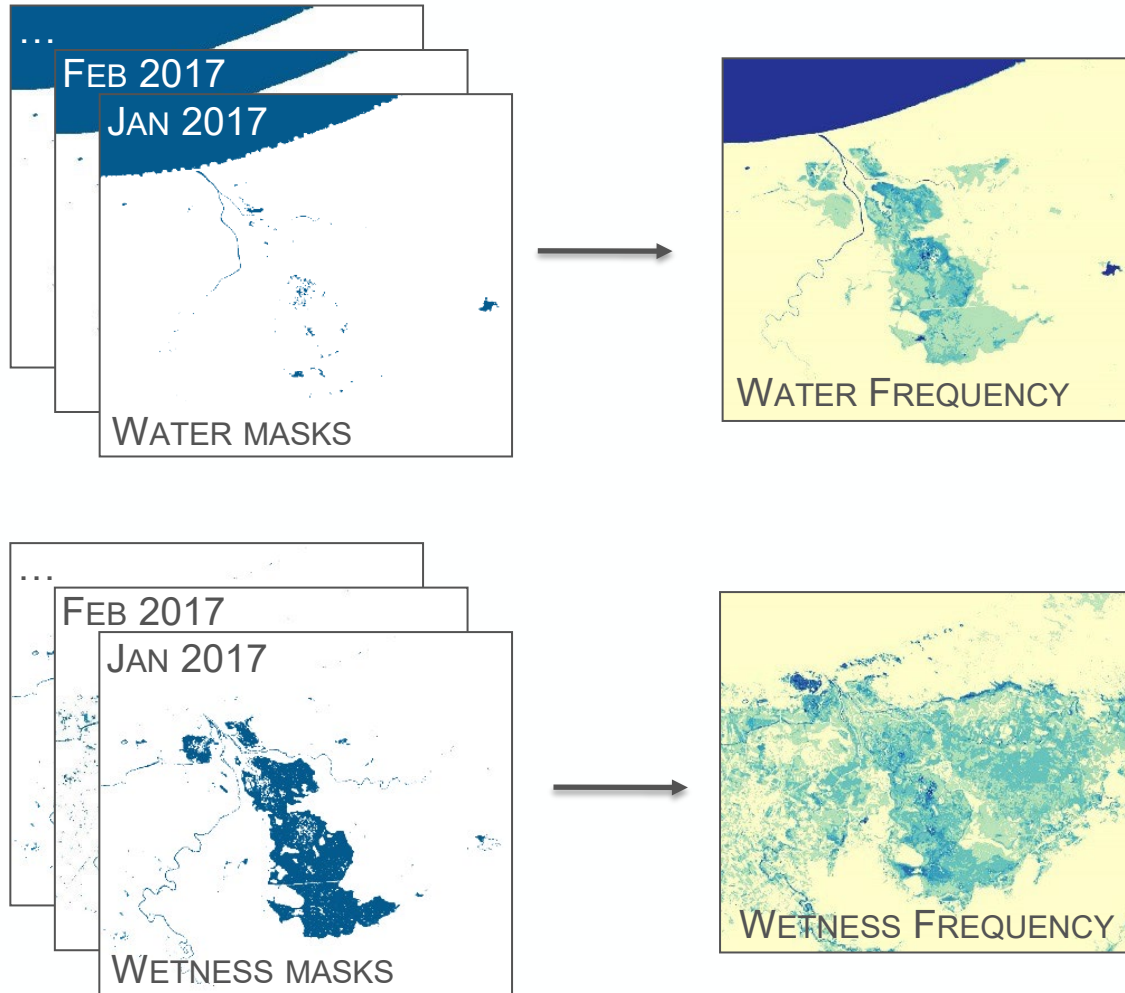 ...
FEB 2017
JAN 2017
WATER MASKS
WATER FREQUENCY
...
FEB 2017
JAN 2017
WETNESS MASKS
WETNESS FREQUENCY